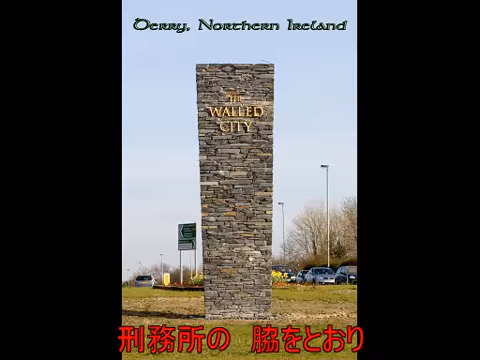 Derry, Northern Ireland
THE
WALLED
CITY
刑務所の 脇をとおり